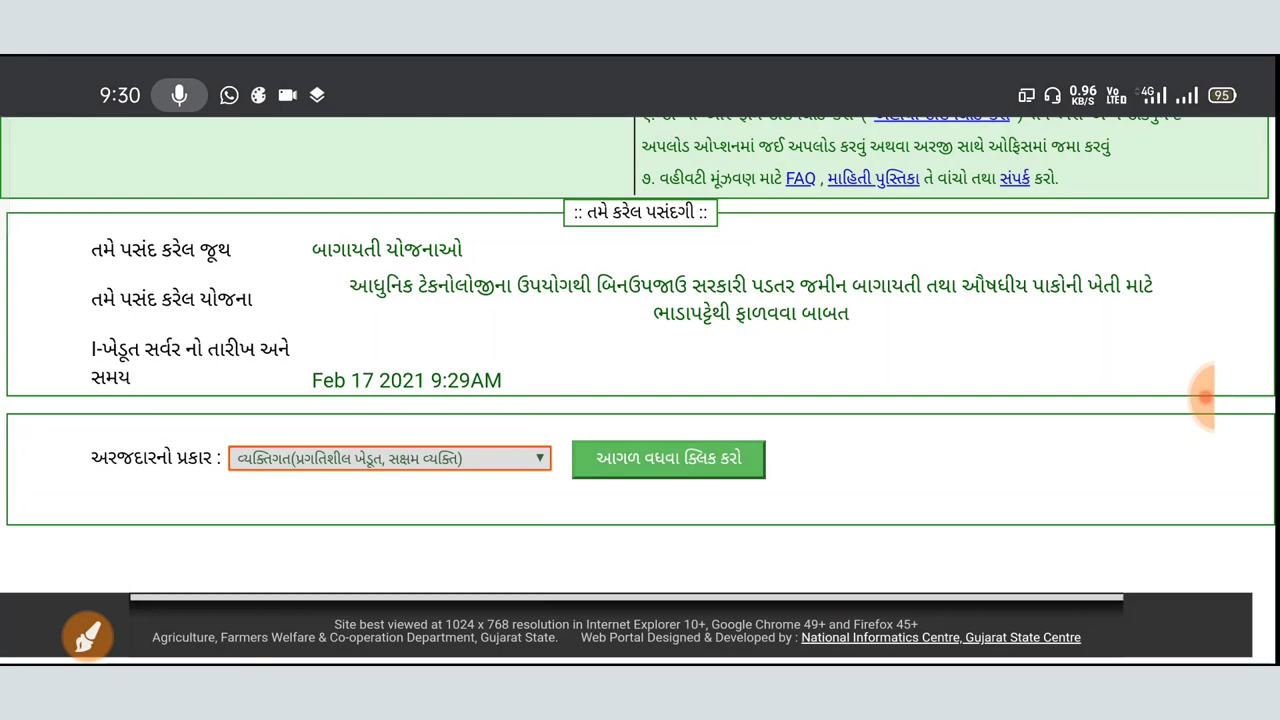 9:30
0.96 KB/S Vo LTE 4G 95
અપલોડ ઓપ્શનમાં જઈ અપલોડ કરવું અથવા અરજી સાથે ઓફિસમાં જમા કરવું
૭. વહીવટી મૂંઝવણ માટે FAQ , માહિતી પુસ્તિકા તે વાંચો તથા સંપર્ક કરો.
:: તમે કરેલ પસંદગી ::
તમે પસંદ કરેલ જૂથ બાગાયતી યોજનાઓ
તમે પસંદ કરેલ યોજના આધુનિક ટેકનોલોજીના ઉપયોગથી બિનઉપજાઉ સરકારી પડતર જમીન બાગાયતી તથા ઔષધીય પાકોની ખેતી માટે
ભાડાપટ્ટેથી ફાળવવા બાબત
I-ખેડૂત સર્વર નો તારીખ અને
સમય Feb 17 2021 9:29AM
અરજદારનો પ્રકાર : વ્યક્તિગત(પ્રગતિશીલ ખેડૂત, સક્ષમ વ્યક્તિ) આગળ વધવા ક્લિક કરો
Site best viewed at 1024 x 768 resolution in Internet Explorer 10+, Google Chrome 49+ and Firefox 45+
Agriculture, Farmers Welfare & Co-operation Department, Gujarat State. Web Portal Designed & Developed by : National Informatics Centre, Gujarat State Centre